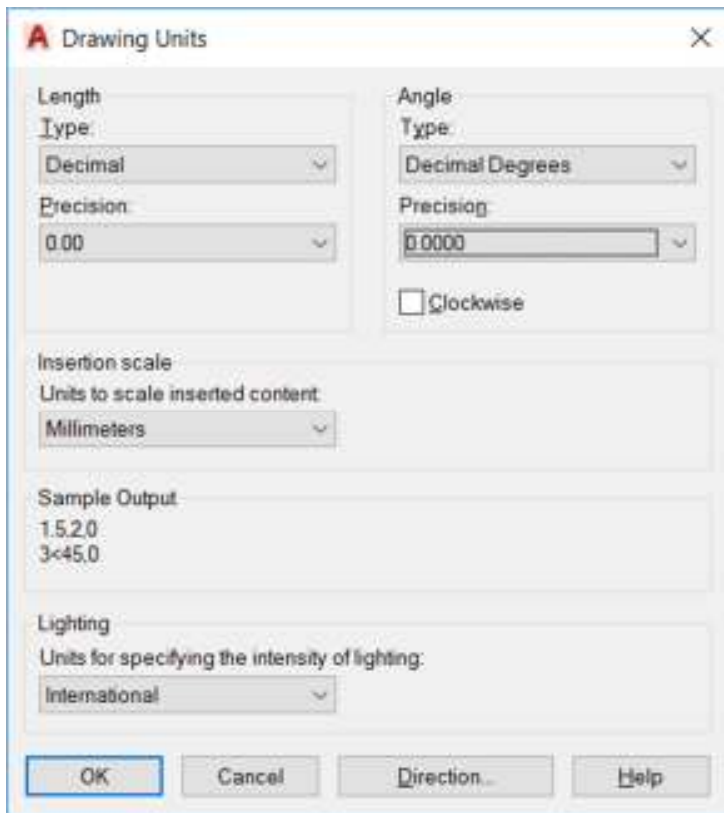 A Drawing Units
Length
Type:
Decimal
Precision:
0.00
Angle
Type:
Decimal Degrees
Precision:
0.0000
Clockwise
Insertion scale
Units to scale inserted content:
Millimeters
Sample Output
1.5,2,0
3<45,0
Lighting
Units for specifying the intensity of lighting:
International
OK Cancel Direction... Help